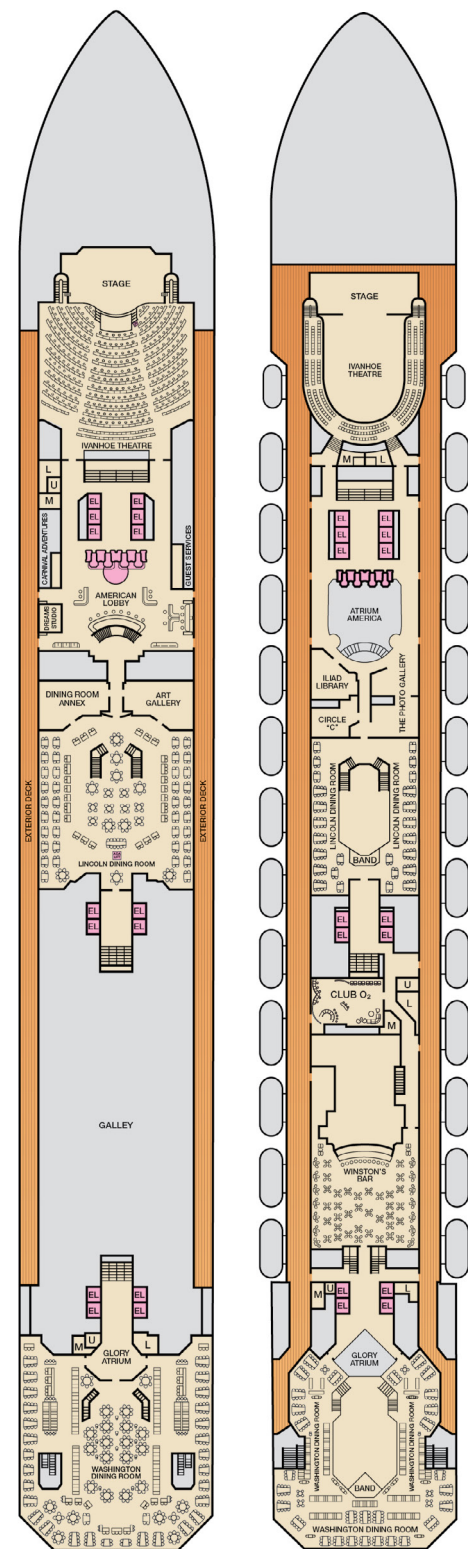 STAGE
IVANHOE THEATRE
L
U
M
EL
EL
EL
EL
EL
EL
CARNIVAL ADVENTURES
GUEST SERVICES
AMERICAN
LOBBY
DREAMS
STUDIO
DINING ROOM
ANNEX
ART
GALLERY
EXTERIOR DECK
EXTERIOR DECK
LINCOLN DINING ROOM
EL
EL
EL
EL
GALLEY
EL
EL
EL
EL
M
U
L
GLORY
ATRIUM
WASHINGTON
DINING ROOM
STAGE
IVANHOE
THEATRE
M
L
EL
EL
EL
EL
EL
EL
ATRIUM
AMERICA
ILIAD
LIBRARY
THE PHOTO GALLERY
CIRCLE
"C"
LINCOLN DINING ROOM
LINCOLN DINING ROOM
BAND
EL
EL
EL
EL
CLUB O₂
U
L
M
WINSTON'S
BAR
M
U
EL
EL
EL
EL
L
GLORY
ATRIUM
WASHINGTON DINING ROOM
WASHINGTON DINING ROOM
BAND
WASHINGTON DINING ROOM